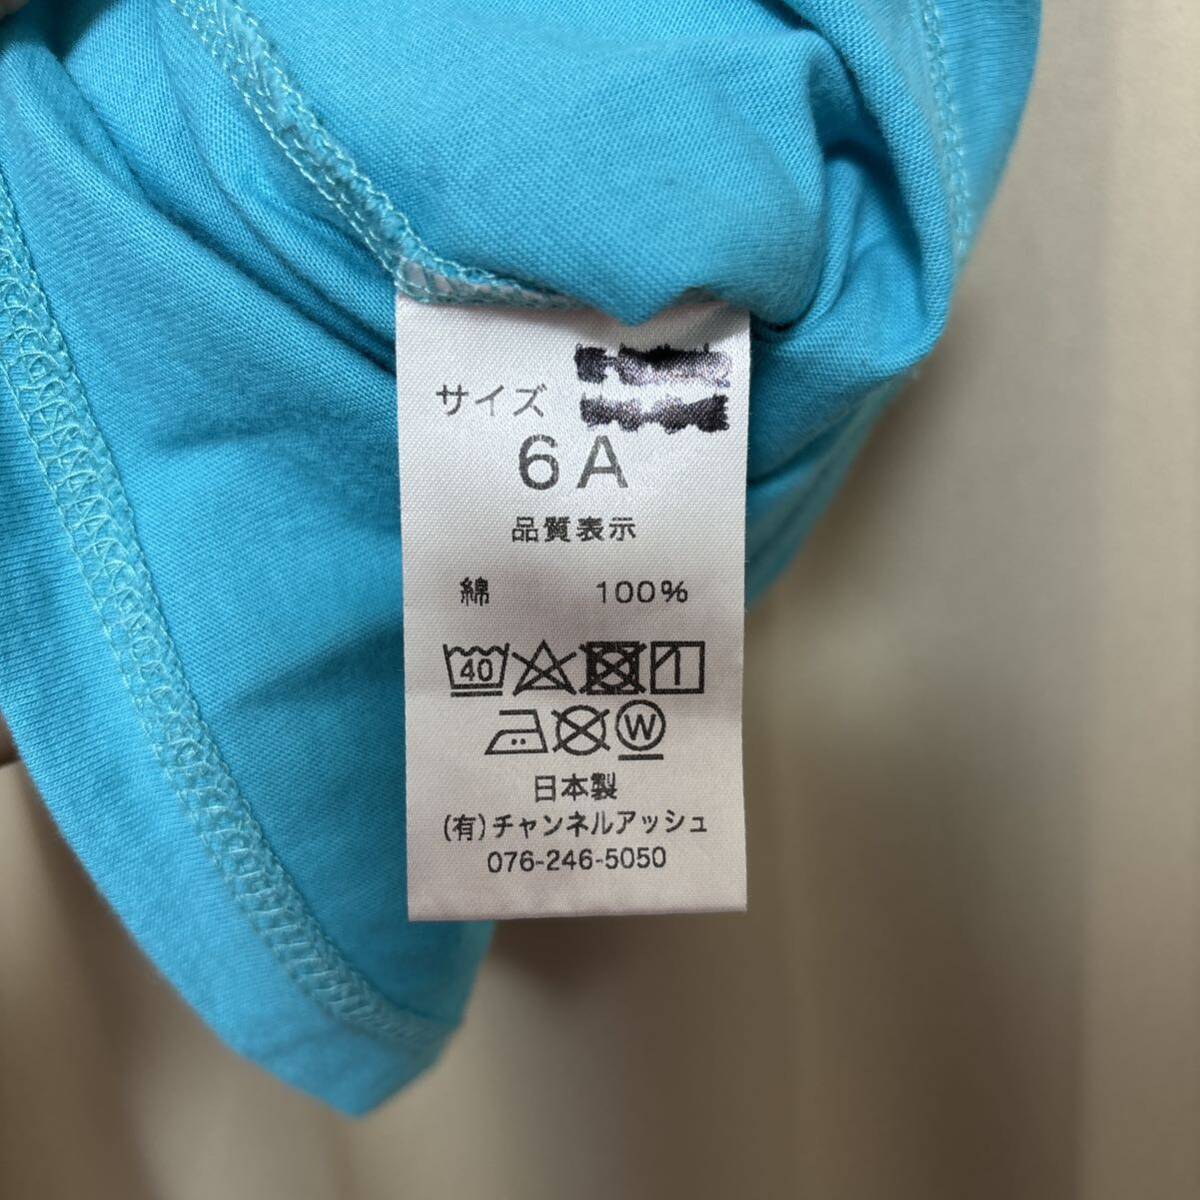 サイズ
6A
品質表示
綿 100%
40
W
日本製
(有)チャンネルアッシュ
076-246-5050